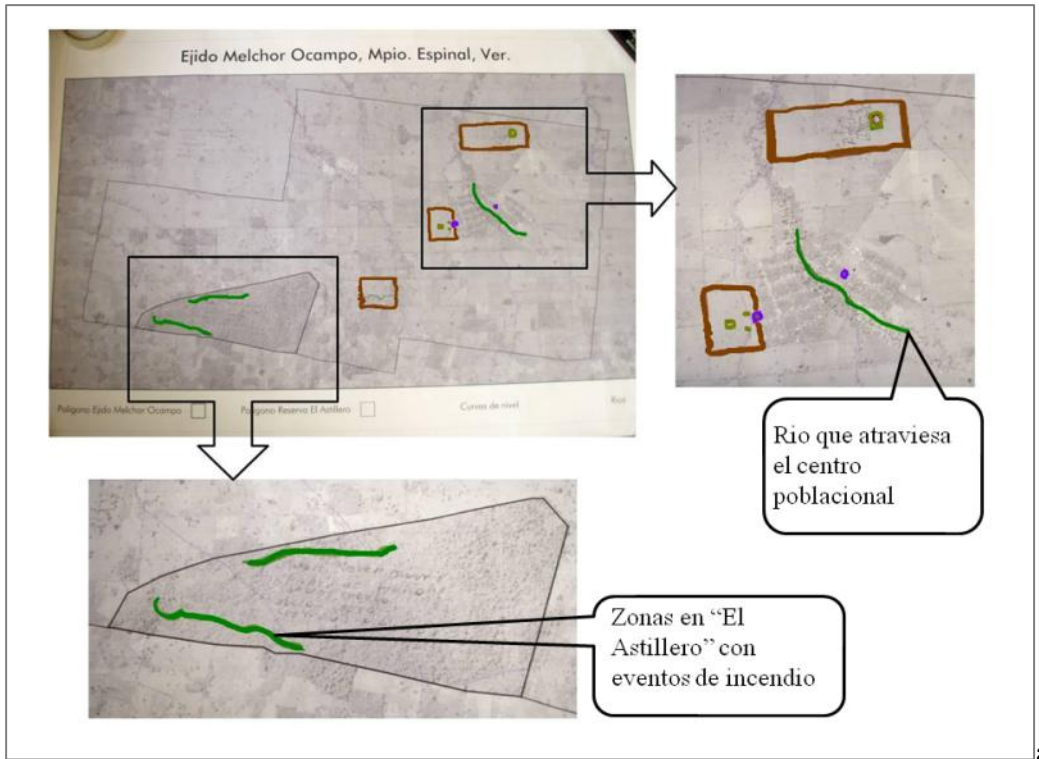 Ejido Melchor Ocampo, Mpio. Espinal, Ver.
Polígono Ejido Melchor Ocampo
Polígono Reserva El Astillero
Curvas de nivel
Rio que atraviesa
el centro
poblacional
Zonas en “El
Astillero” con
eventos de incendio